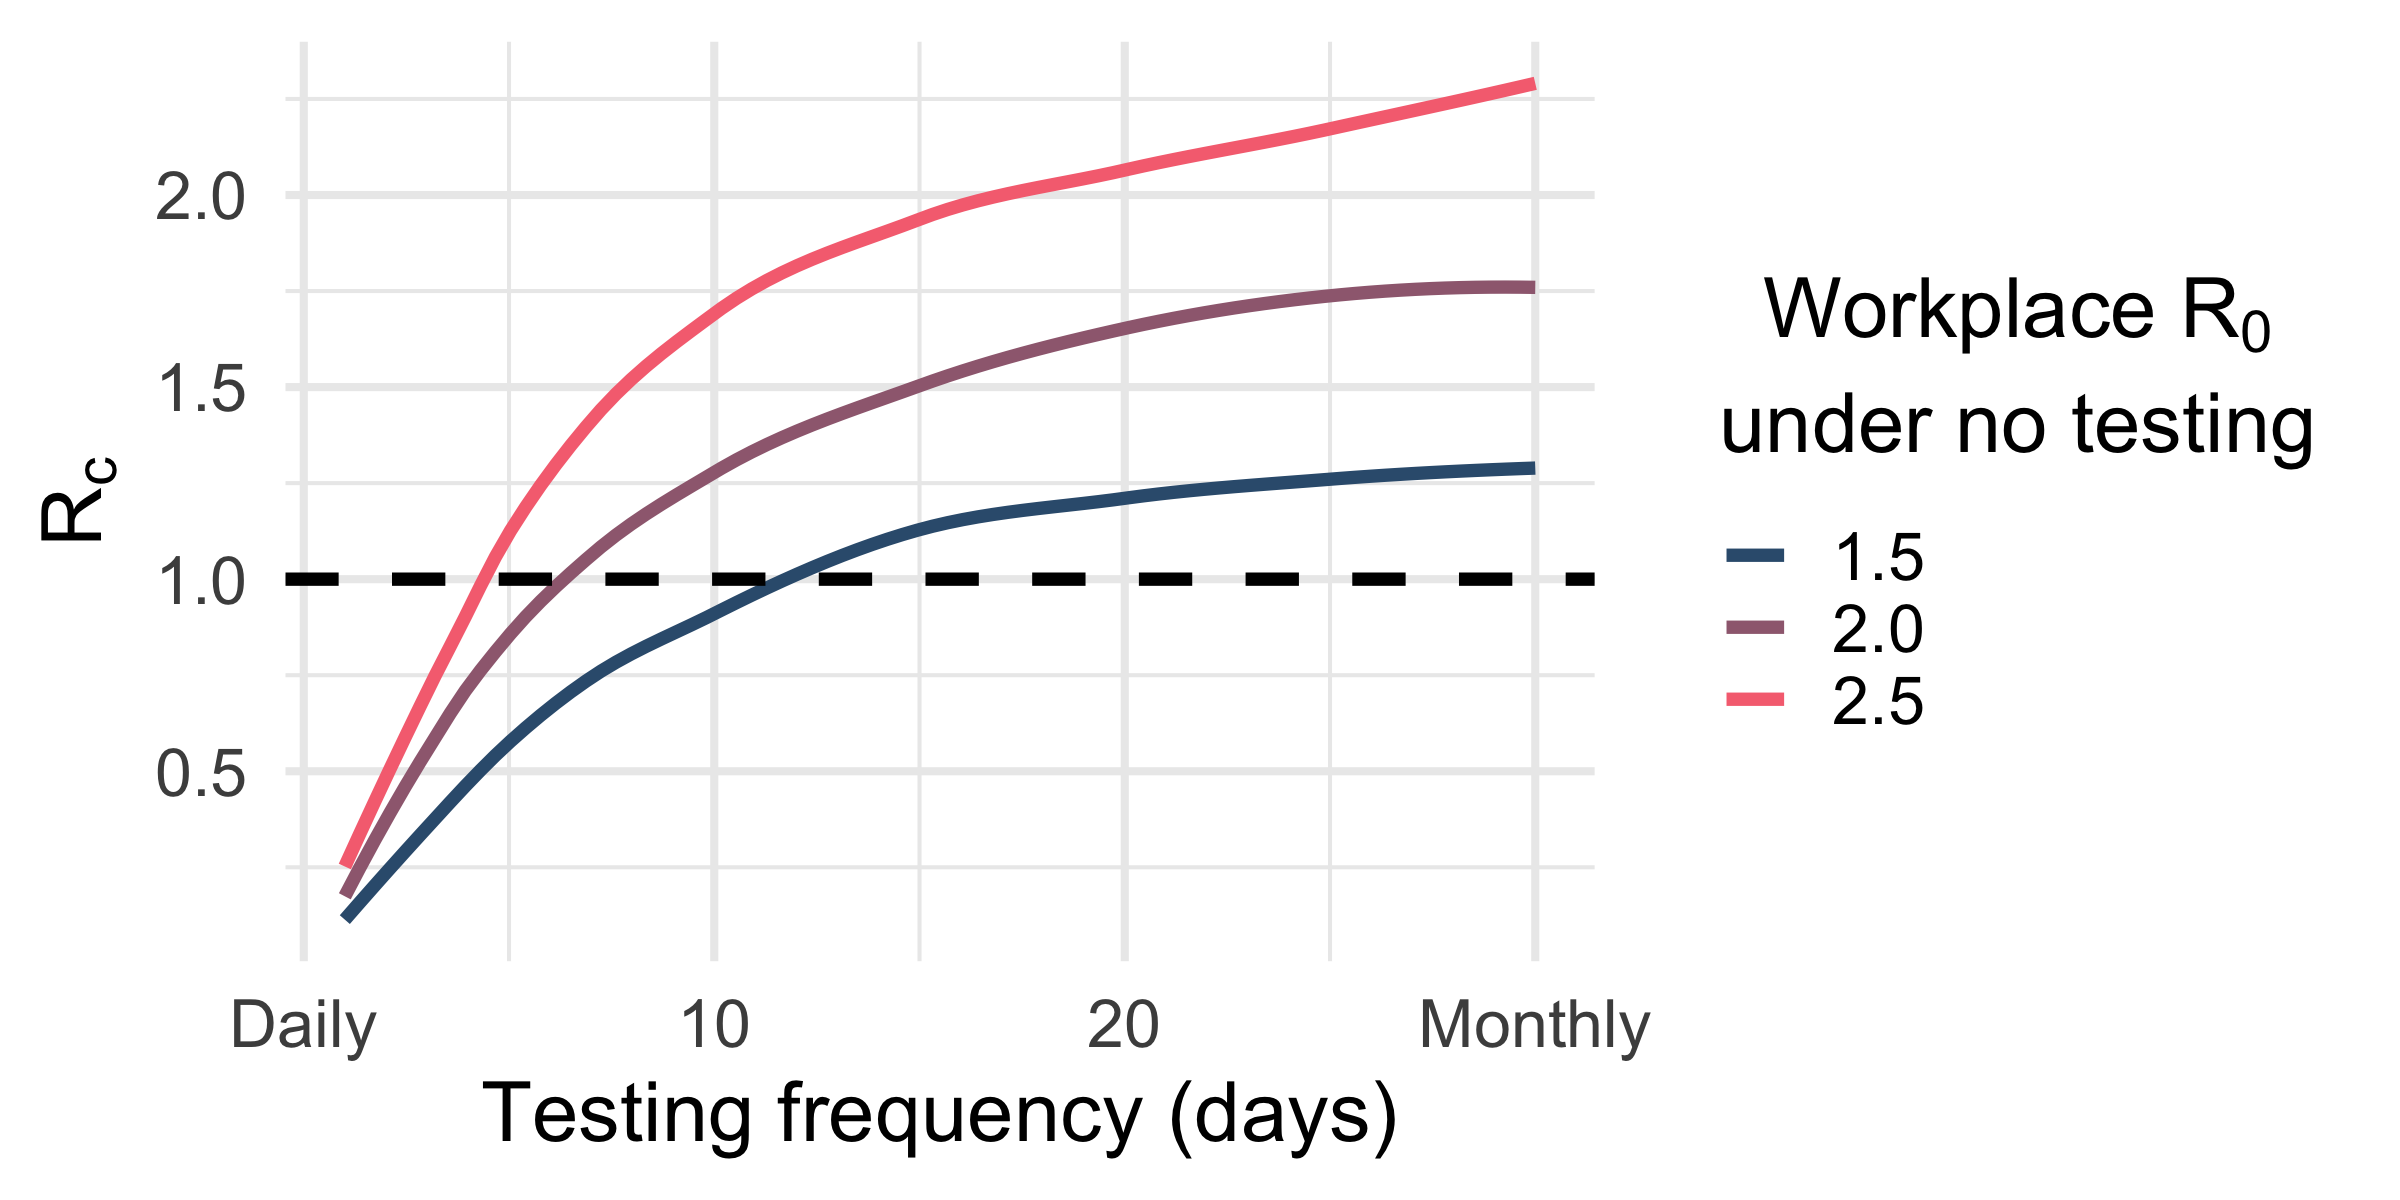 2.0
1.5
1.0
0.5
Rc
Daily 10 20 Monthly
Testing frequency (days)
Workplace R0
under no testing
1.5
2.0
2.5